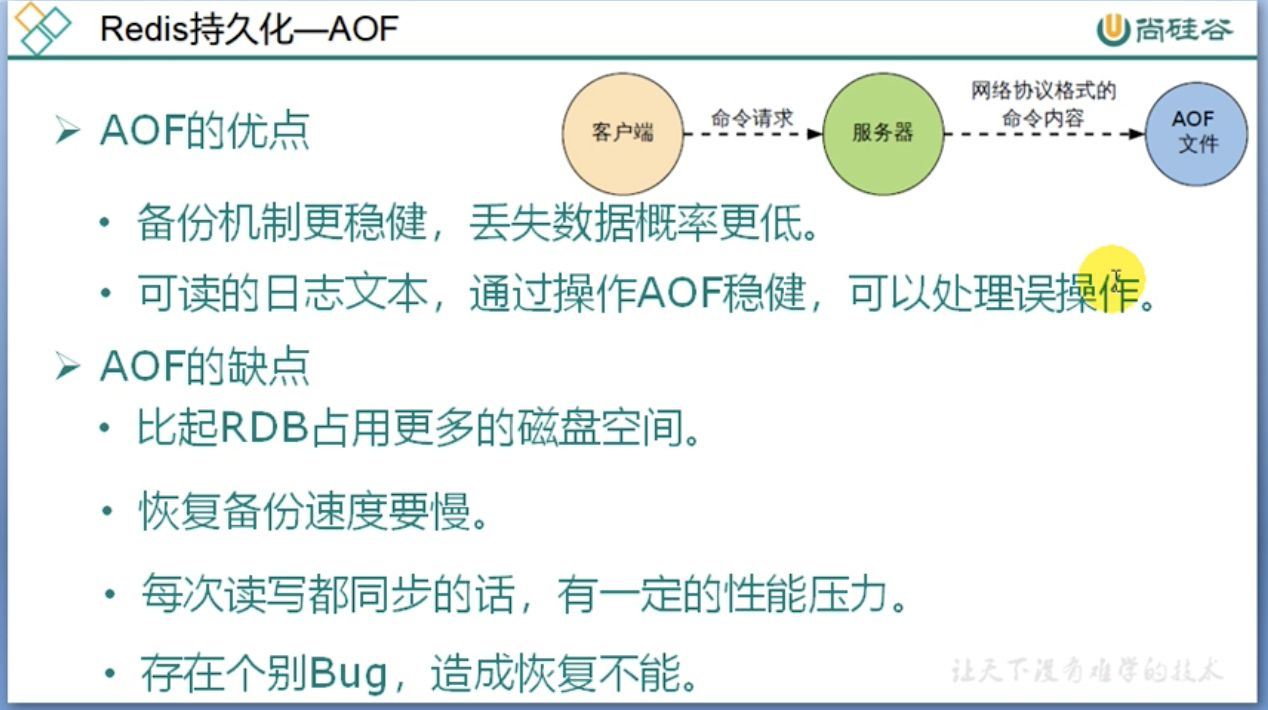 Redis持久化—AOF
尚硅谷
AOF的优点
客户端
命令请求
服务器
网络协议格式的
命令内容
AOF
文件
备份机制更稳健，丢失数据概率更低。
可读的日志文本，通过操作AOF稳健，可以处理误操作。
AOF的缺点
比起RDB占用更多的磁盘空间。
恢复备份速度要慢。
每次读写都同步的话，有一定的性能压力。
存在个别Bug，造成恢复不能。
让天下没有难学的技术